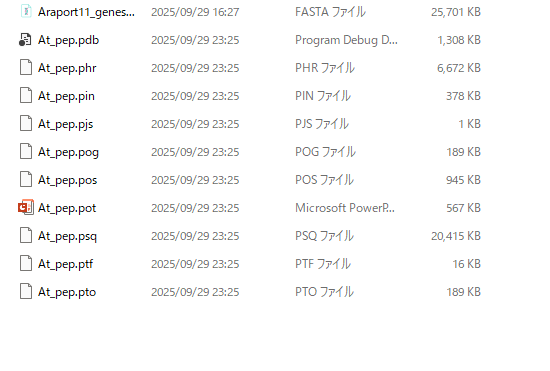 Araport11_genes... 2025/09/29 16:27 FASTA ファイル 25,701 KB
At_pep.pdb 2025/09/29 23:25 Program Debug D... 1,308 KB
At_pep.phr 2025/09/29 23:25 PHR ファイル 6,672 KB
At_pep.pin 2025/09/29 23:25 PIN ファイル 378 KB
At_pep.pjs 2025/09/29 23:25 PJS ファイル 1 KB
At_pep.pog 2025/09/29 23:25 POG ファイル 189 KB
At_pep.pos 2025/09/29 23:25 POS ファイル 945 KB
At_pep.pot 2025/09/29 23:25 Microsoft PowerP... 567 KB
At_pep.psq 2025/09/29 23:25 PSQ ファイル 20,415 KB
At_pep.ptf 2025/09/29 23:25 PTF ファイル 16 KB
At_pep.pto 2025/09/29 23:25 PTO ファイル 189 KB